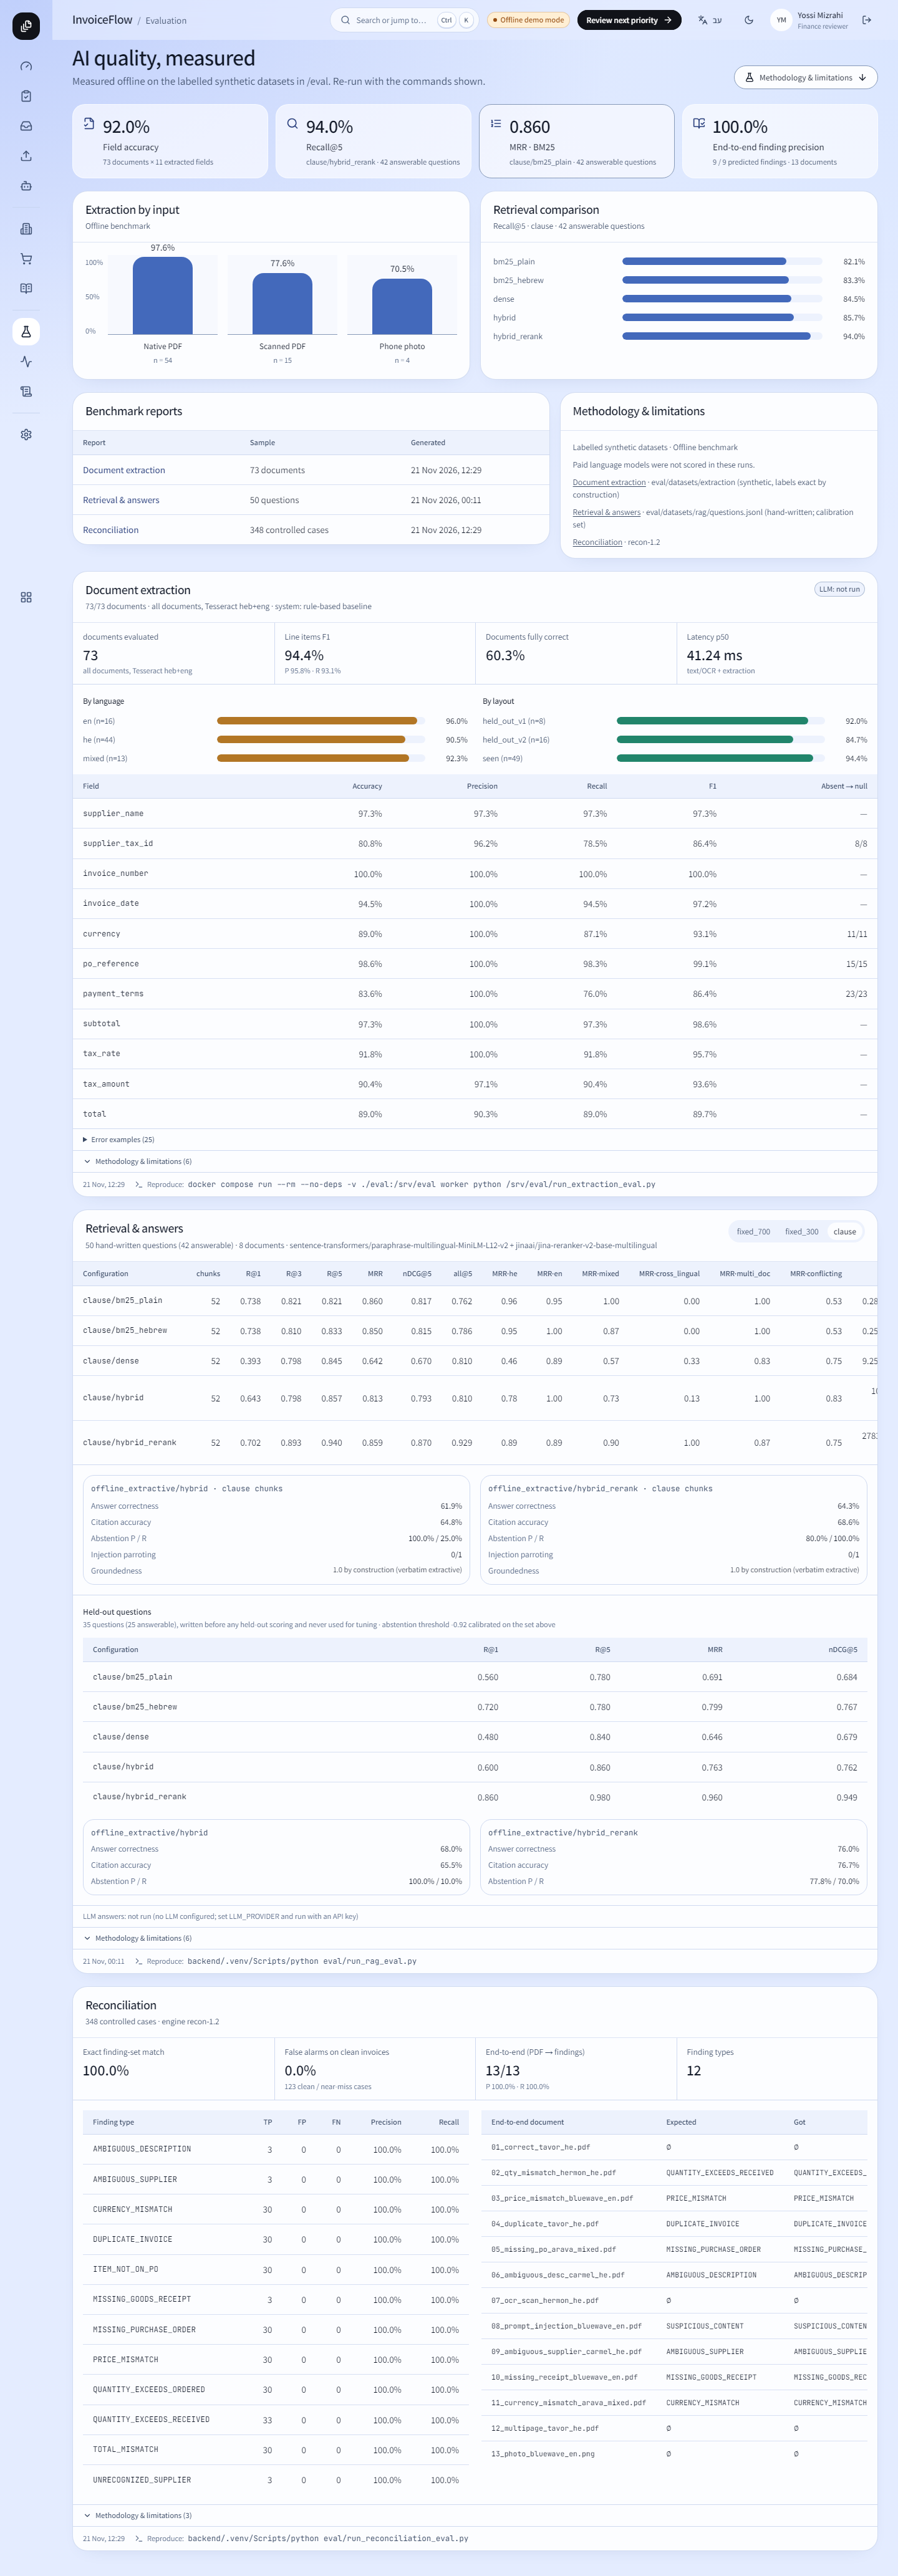 InvoiceFlow / Evaluation
Search or jump to… Ctrl K
Offline demo mode
Review next priority
עב
YM
Yossi Mizrahi
Finance reviewer
AI quality, measured
Measured offline on the labelled synthetic datasets in /eval. Re-run with the commands shown.
Methodology & limitations
92.0%
Field accuracy
73 documents × 11 extracted fields
94.0%
Recall@5
clause/hybrid_rerank · 42 answerable questions
0.860
MRR · BM25
clause/bm25_plain · 42 answerable questions
100.0%
End-to-end finding precision
9 / 9 predicted findings · 13 documents
Extraction by input
Offline benchmark
100%
50%
0%
97.6%
77.6%
70.5%
Native PDF
Scanned PDF
Phone photo
n = 54
n = 15
n = 4
Retrieval comparison
Recall@5 · clause · 42 answerable questions
bm25_plain 82.1%
bm25_hebrew 83.3%
dense 84.5%
hybrid 85.7%
hybrid_rerank 94.0%
Benchmark reports
Report Sample Generated
Document extraction 73 documents 21 Nov 2026, 12:29
Retrieval & answers 50 questions 21 Nov 2026, 00:11
Reconciliation 348 controlled cases 21 Nov 2026, 12:29
Methodology & limitations
Labelled synthetic datasets · Offline benchmark
Paid language models were not scored in these runs.
Document extraction · eval/datasets/extraction (synthetic, labels exact by
construction)
Retrieval & answers · eval/datasets/rag/questions.jsonl (hand-written; calibration
set)
Reconciliation · recon-1.2
Document extraction
73/73 documents · all documents, Tesseract heb+eng · system: rule-based baseline
LLM: not run
documents evaluated
73
all documents, Tesseract heb+eng
Line items F1
94.4%
P 95.8% · R 93.1%
Documents fully correct
60.3%
Latency p50
41.24 ms
text/OCR + extraction
By language
en (n=16) 96.0%
he (n=44) 90.5%
mixed (n=13) 92.3%
By layout
held_out_v1 (n=8) 92.0%
held_out_v2 (n=16) 84.7%
seen (n=49) 94.4%
Field Accuracy Precision Recall F1 Absent → null
supplier_name 97.3% 97.3% 97.3% 97.3% —
supplier_tax_id 80.8% 96.2% 78.5% 86.4% 8/8
invoice_number 100.0% 100.0% 100.0% 100.0% —
invoice_date 94.5% 100.0% 94.5% 97.2% —
currency 89.0% 100.0% 87.1% 93.1% 11/11
po_reference 98.6% 100.0% 98.3% 99.1% 15/15
payment_terms 83.6% 100.0% 76.0% 86.4% 23/23
subtotal 97.3% 100.0% 97.3% 98.6% —
tax_rate 91.8% 100.0% 91.8% 95.7% —
tax_amount 90.4% 97.1% 90.4% 93.6% —
total 89.0% 90.3% 89.0% 89.7% —
Error examples (25)
Methodology & limitations (6)
21 Nov, 12:29 Reproduce: docker compose run --rm --no-deps -v ./eval:/srv/eval worker python /srv/eval/run_extraction_eval.py
Retrieval & answers
50 hand-written questions (42 answerable) · 8 documents · sentence-transformers/paraphrase-multilingual-MiniLM-L12-v2 + jinaai/jina-reranker-v2-base-multilingual
fixed_700 fixed_300 clause
Configuration chunks R@1 R@3 R@5 MRR nDCG@5 all@5 MRR·he MRR·en MRR·mixed MRR·cross_lingual MRR·multi_doc MRR·conflicting
clause/bm25_plain 52 0.738 0.821 0.821 0.860 0.817 0.762 0.96 0.95 1.00 0.00 1.00 0.53 0.28
clause/bm25_hebrew 52 0.738 0.810 0.833 0.850 0.815 0.786 0.95 1.00 0.87 0.00 1.00 0.53 0.25
clause/dense 52 0.393 0.798 0.845 0.642 0.670 0.810 0.46 0.89 0.57 0.33 0.83 0.75 9.25
clause/hybrid 52 0.643 0.798 0.857 0.813 0.793 0.810 0.78 1.00 0.73 0.13 1.00 0.83
clause/hybrid_rerank 52 0.702 0.893 0.940 0.859 0.870 0.929 0.89 0.89 0.90 1.00 0.87 0.75
offline_extractive/hybrid · clause chunks
Answer correctness 61.9%
Citation accuracy 64.8%
Abstention P / R 100.0% / 25.0%
Injection parroting 0/1
Groundedness 1.0 by construction (verbatim extractive)
offline_extractive/hybrid_rerank · clause chunks
Answer correctness 64.3%
Citation accuracy 68.6%
Abstention P / R 80.0% / 100.0%
Injection parroting 0/1
Groundedness 1.0 by construction (verbatim extractive)
Held-out questions
35 questions (25 answerable), written before any held-out scoring and never used for tuning · abstention threshold -0.92 calibrated on the set above
Configuration R@1 R@5 MRR nDCG@5
clause/bm25_plain 0.560 0.780 0.691 0.684
clause/bm25_hebrew 0.720 0.780 0.799 0.767
clause/dense 0.480 0.840 0.646 0.679
clause/hybrid 0.600 0.860 0.763 0.762
clause/hybrid_rerank 0.860 0.980 0.960 0.949
offline_extractive/hybrid
Answer correctness 68.0%
Citation accuracy 65.5%
Abstention P / R 100.0% / 10.0%
offline_extractive/hybrid_rerank
Answer correctness 76.0%
Citation accuracy 76.7%
Abstention P / R 77.8% / 70.0%
LLM answers: not run (no LLM configured; set LLM_PROVIDER and run with an API key)
Methodology & limitations (6)
21 Nov, 00:11 Reproduce: backend/.venv/Scripts/python eval/run_rag_eval.py
Reconciliation
348 controlled cases · engine recon-1.2
Exact finding-set match
100.0%
False alarms on clean invoices
0.0%
123 clean / near-miss cases
End-to-end (PDF → findings)
13/13
P 100.0% · R 100.0%
Finding types
12
Finding type TP FP FN Precision Recall
AMBIGUOUS_DESCRIPTION 3 0 0 100.0% 100.0%
AMBIGUOUS_SUPPLIER 3 0 0 100.0% 100.0%
CURRENCY_MISMATCH 30 0 0 100.0% 100.0%
DUPLICATE_INVOICE 30 0 0 100.0% 100.0%
ITEM_NOT_ON_PO 30 0 0 100.0% 100.0%
MISSING_GOODS_RECEIPT 3 0 0 100.0% 100.0%
MISSING_PURCHASE_ORDER 30 0 0 100.0% 100.0%
PRICE_MISMATCH 30 0 0 100.0% 100.0%
QUANTITY_EXCEEDS_ORDERED 30 0 0 100.0% 100.0%
QUANTITY_EXCEEDS_RECEIVED 33 0 0 100.0% 100.0%
TOTAL_MISMATCH 30 0 0 100.0% 100.0%
UNRECOGNIZED_SUPPLIER 3 0 0 100.0% 100.0%
End-to-end document Expected Got
01_correct_tavor_he.pdf ∅ ∅
02_qty_mismatch_hermon_he.pdf QUANTITY_EXCEEDS_RECEIVED QUANTITY_EXCEEDS_
03_price_mismatch_bluewave_en.pdf PRICE_MISMATCH PRICE_MISMATCH
04_duplicate_tavor_he.pdf DUPLICATE_INVOICE DUPLICATE_INVOICE
05_missing_po_arava_mixed.pdf MISSING_PURCHASE_ORDER MISSING_PURCHASE_
06_ambiguous_desc_carmel_he.pdf AMBIGUOUS_DESCRIPTION AMBIGUOUS_DESCRIP
07_ocr_scan_hermon_he.pdf ∅ ∅
08_prompt_injection_bluewave_en.pdf SUSPICIOUS_CONTENT SUSPICIOUS_CONTEN
09_ambiguous_supplier_carmel_he.pdf AMBIGUOUS_SUPPLIER AMBIGUOUS_SUPPLIE
10_missing_receipt_bluewave_en.pdf MISSING_GOODS_RECEIPT MISSING_GOODS_REC
11_currency_mismatch_arava_mixed.pdf CURRENCY_MISMATCH CURRENCY_MISMATCH
12_multipage_tavor_he.pdf ∅ ∅
13_photo_bluewave_en.png ∅ ∅
Methodology & limitations (3)
21 Nov, 12:29 Reproduce: backend/.venv/Scripts/python eval/run_reconciliation_eval.py